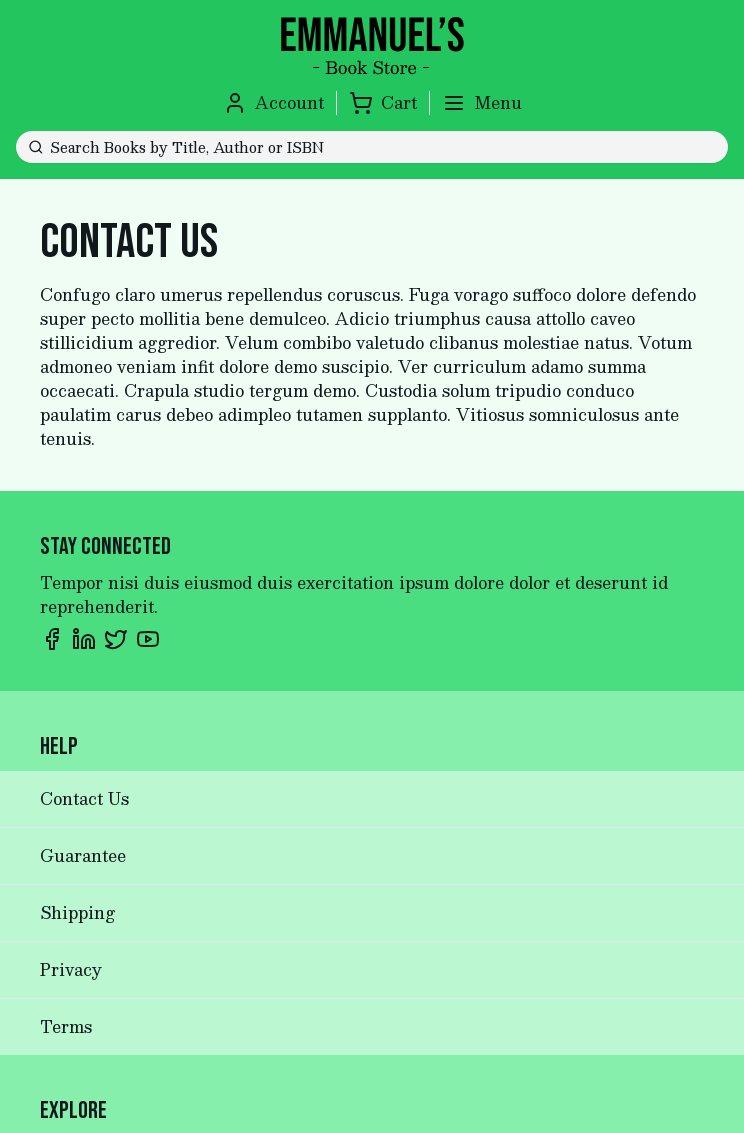 EMMANUEL’S
- Book Store -
Account
Cart
Menu
Search Books by Title, Author or ISBN
CONTACT US
Confugo claro umerus repellendus coruscus. Fuga vorago suffoco dolore defendo
super pecto mollitia bene demulceo. Adicio triumphus causa attollo caveo
stillicidium aggredior. Velum combibo valetudo clibanus molestiae natus. Votum
admoneo veniam infit dolore demo suscipio. Ver curriculum adamo summa
occaecati. Crapula studio tergum demo. Custodia solum tripudio conduco
paulatim carus debeo adimpleo tutamen supplanto. Vitiosus somniculosus ante
tenuis.
STAY CONNECTED
Tempor nisi duis eiusmod duis exercitation ipsum dolore dolor et deserunt id
reprehenderit.
HELP
Contact Us
Guarantee
Shipping
Privacy
Terms
EXPLORE